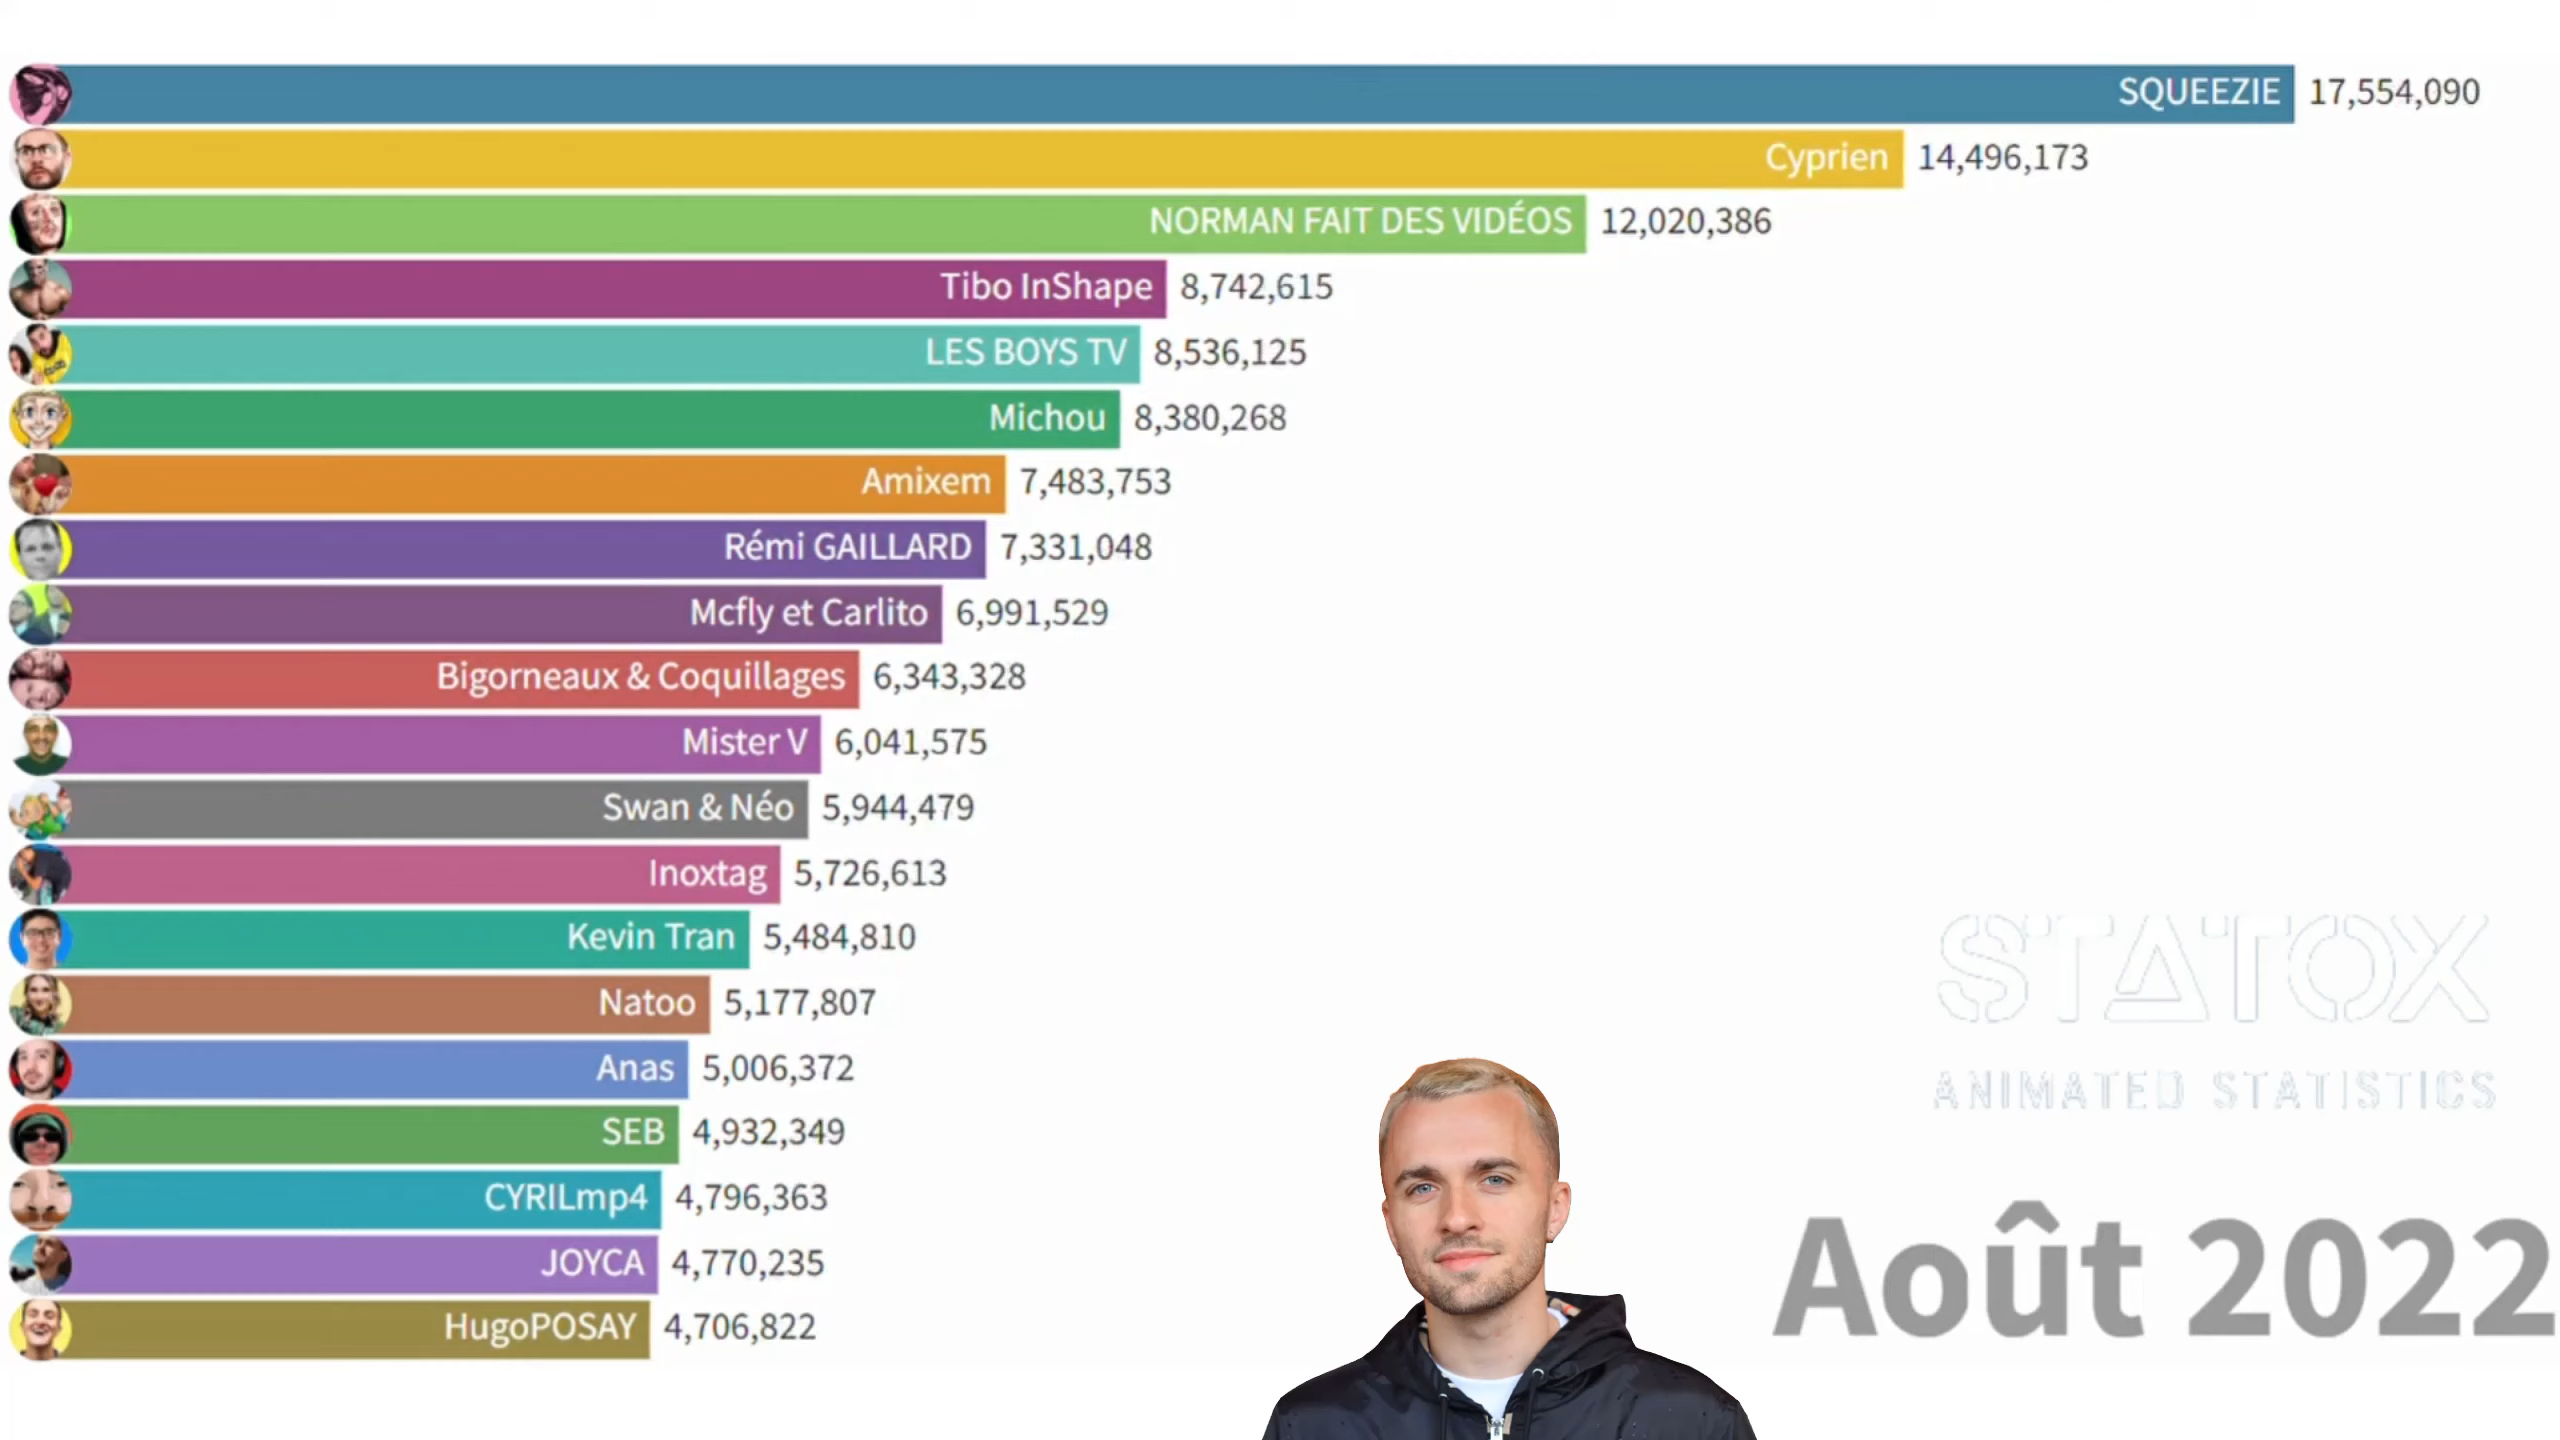 SQUEEZIE 17,554,090
Cyprien 14,496,173
NORMAN FAIT DES VIDÉOS 12,020,386
Tibo InShape 8,742,615
LES BOYS TV 8,536,125
Michou 8,380,268
Amixem 7,483,753
Rémi GAILLARD 7,331,048
Mcfly et Carlito 6,991,529
Bigorneaux & Coquillages 6,343,328
Mister V 6,041,575
Swan & Néo 5,944,479
Inoxtag 5,726,613
Kevin Tran 5,484,810
Natoo 5,177,807
Anas 5,006,372
SEB 4,932,349
CYRILmp4 4,796,363
JOYCA 4,770,235
HugoPOSAY 4,706,822
STATOX
ANIMATED STATISTICS
Août 2022